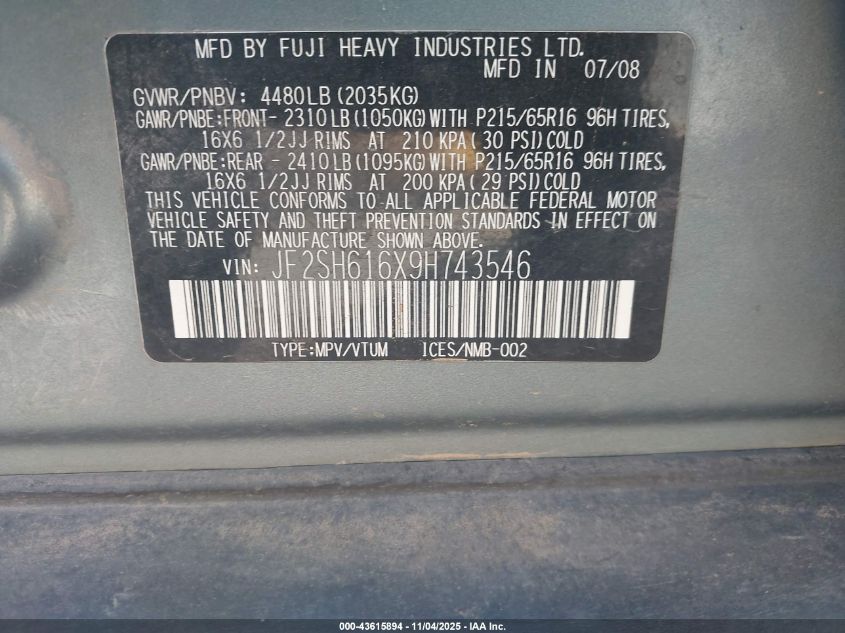 MFD BY FUJI HEAVY INDUSTRIES LTD.
MFD IN 07/08
GVWR/PNBV: 4480LB (2035KG)
GAWR/PNBE:FRONT- 2310LB (1050KG) WITH P215/65R16 96H TIRES,
16X6 1/2JJ RIMS AT 210 KPA ( 30 PSI) COLD
GAWR/PNBE:REAR - 2410LB (1095KG) WITH P215/65R16 96H TIRES,
16X6 1/2JJ RIMS AT 200 KPA ( 29 PSI) COLD
THIS VEHICLE CONFORMS TO ALL APPLICABLE FEDERAL MOTOR
VEHICLE SAFETY AND THEFT PREVENTION STANDARDS IN EFFECT ON
THE DATE OF MANUFACTURE SHOWN ABOVE.
VIN: JF2SH616X9H743546
TYPE:MPV/VTUM ICES/NMB-002
000-43615894 - 11/04/2025 - IAA Inc.